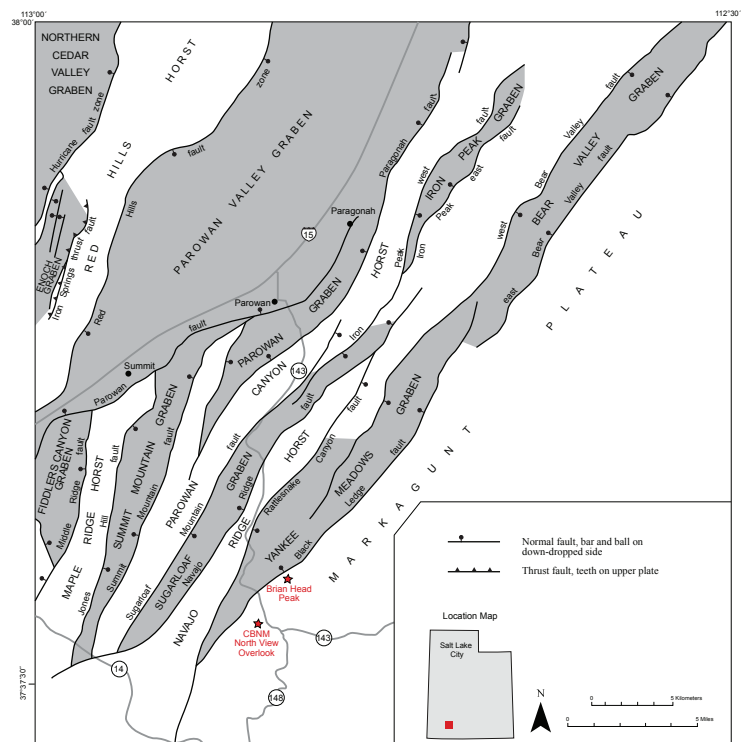 113°00'
112°30'
38°00'
NORTHERN
CEDAR
VALLEY
GRABEN
Hurricane fault zone
RED HILLS HORST
Red Hills fault zone
PAROWAN VALLEY GRABEN
15
Paragonah
Paragonah fault
IRON PEAK GRABEN
west Iron Peak fault
east Iron Peak fault
BEAR VALLEY GRABEN
west Bear Valley fault
east Bear Valley fault
ENOCH GRABEN
Iron Springs thrust fault
Parowan
Summit
Parowan fault
PAROWAN GRABEN
PAROWAN CANYON HORST
143
Parowan Mountain fault
FIDDLERS CANYON
GRABEN
Middle Ridge fault
MAPLE RIDGE HORST
Jones Hill fault
SUMMIT MOUNTAIN GRABEN
Summit Mountain fault
Sugarloaf
SUGARLOAF GRABEN
Navajo Ridge fault
NAVAJO RIDGE HORST
Rattlesnake Canyon fault
YANKEE MEADOWS GRABEN
Black Ledge fault
MARKAGUNT PLATEAU
Brian Head
Peak
CBNM
North View
Overlook
143
14
148
37°37'30"
Normal fault, bar and ball on
down-dropped side
Thrust fault, teeth on upper plate
Location Map
Salt Lake
City
N
0
5 Kilometers
0
5 Miles